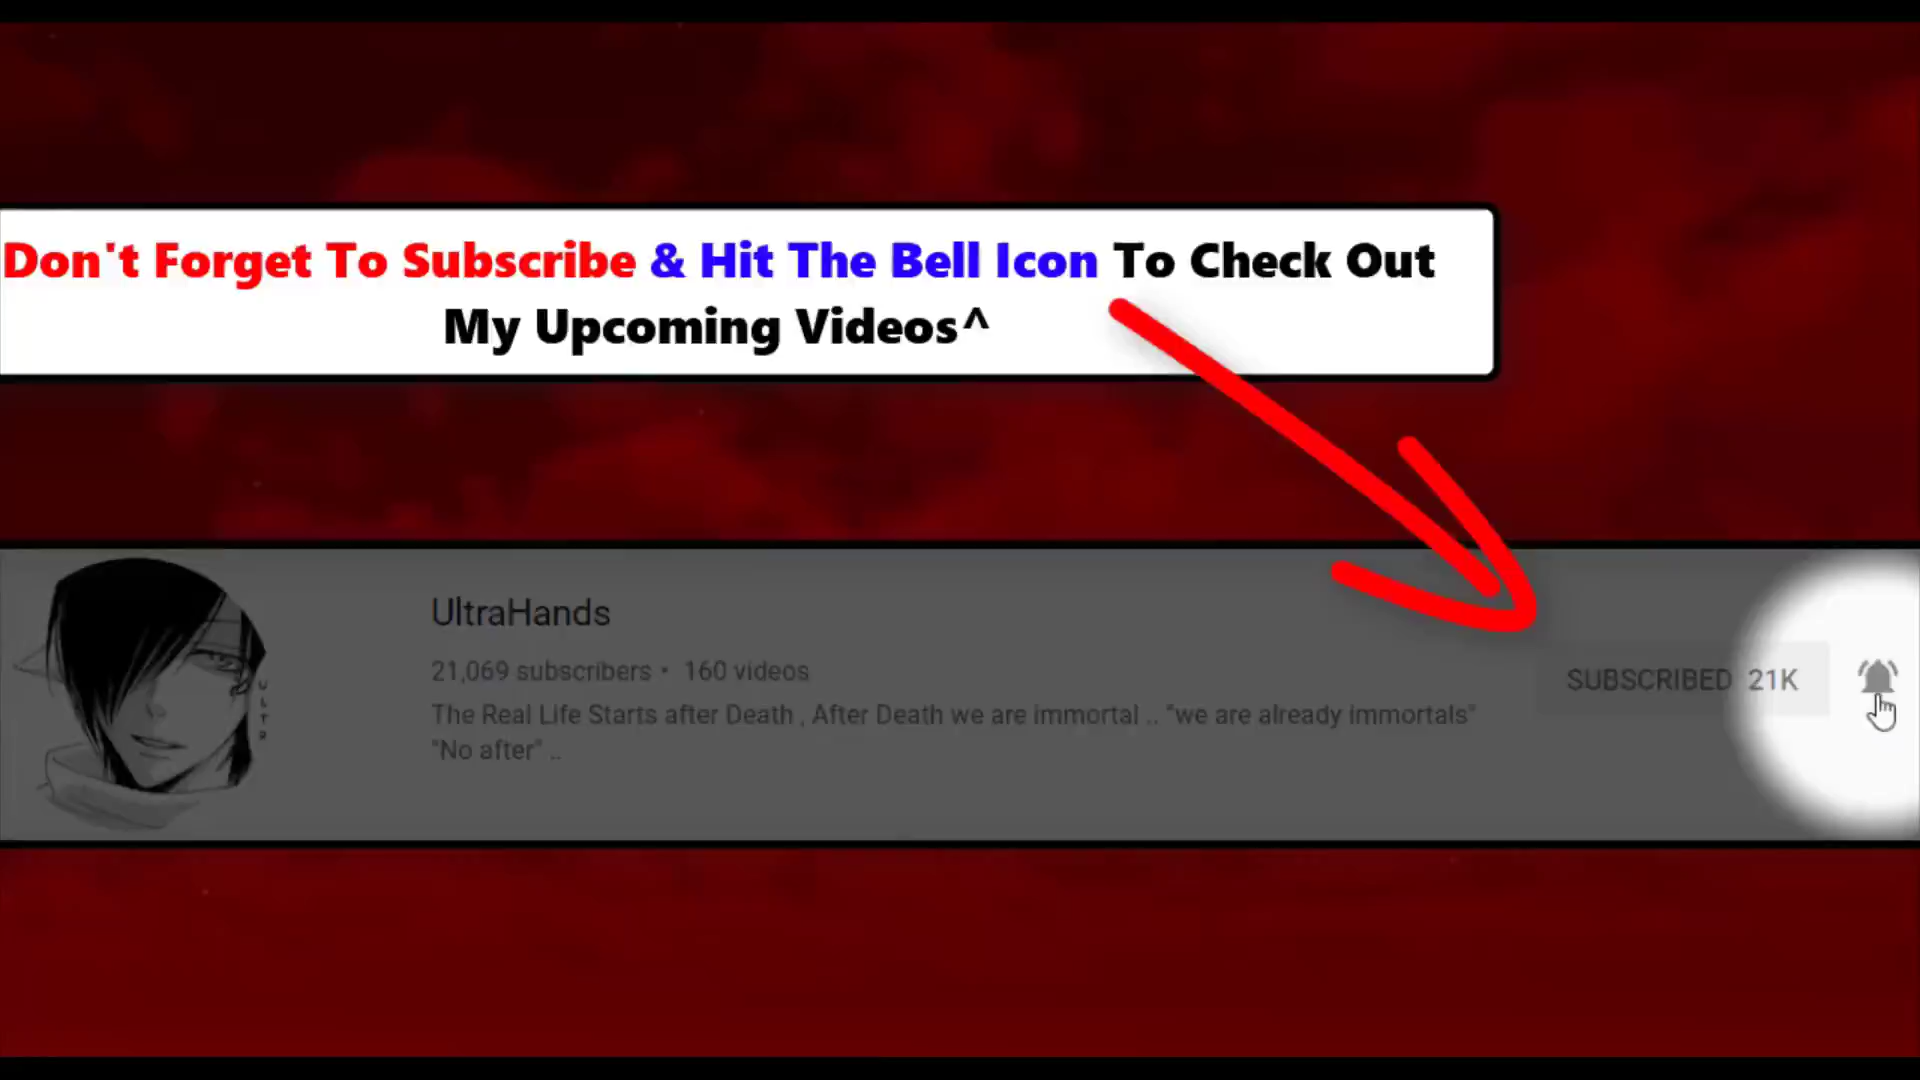 Don't Forget To Subscribe & Hit The Bell Icon To Check Out
My Upcoming Videos^
UltraHands
21,069 subscribers • 160 videos
SUBSCRIBED 21K
The Real Life Starts after Death , After Death we are immortal .. "we are already immortals"
"No after" ..
ULTR